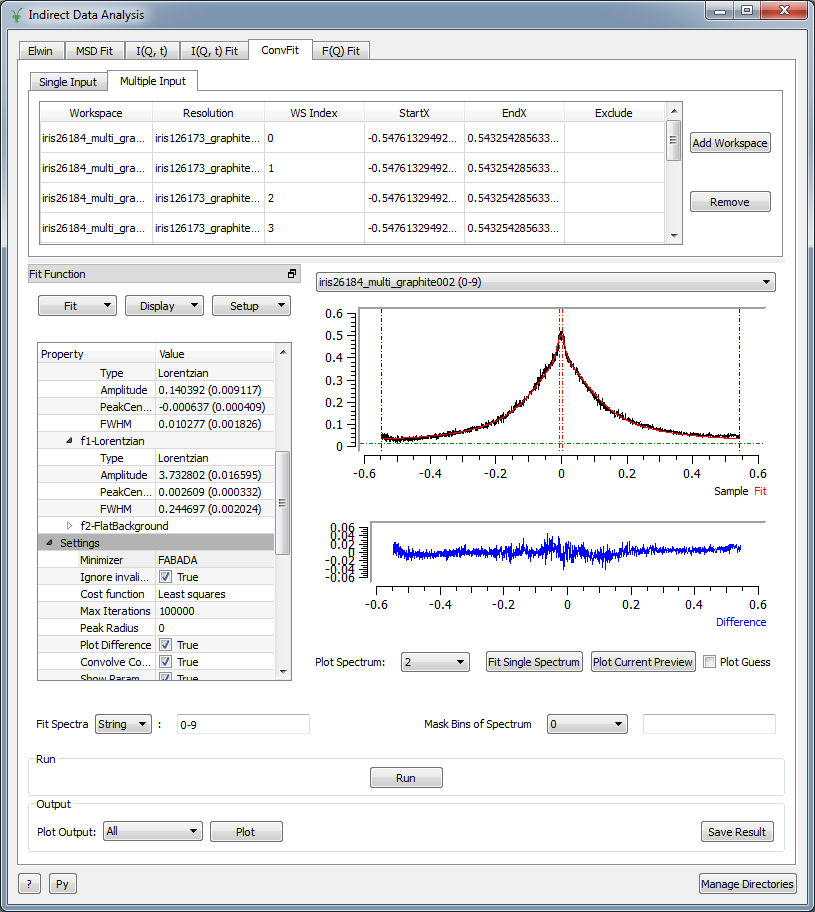 Indirect Data Analysis
Elwin MSD Fit I(Q, t) I(Q, t) Fit ConvFit F(Q) Fit
Single Input Multiple Input
Workspace Resolution WS Index StartX EndX Exclude
iris26184_multi_gra... iris126173_graphite... 0 -0.54761329492... 0.543254285633...
iris26184_multi_gra... iris126173_graphite... 1 -0.54761329492... 0.543254285633...
iris26184_multi_gra... iris126173_graphite... 2 -0.54761329492... 0.543254285633...
iris26184_multi_gra... iris126173_graphite... 3 -0.54761329492... 0.543254285633...
Add Workspace
Remove
Fit Function
Fit Display Setup
Property Value
Type Lorentzian
Amplitude 0.140392 (0.009117)
PeakCen... -0.000637 (0.000409)
FWHM 0.010277 (0.001826)
f1-Lorentzian
Type Lorentzian
Amplitude 3.732802 (0.016595)
PeakCen... 0.002609 (0.000332)
FWHM 0.244697 (0.002024)
f2-FlatBackground
Settings
Minimizer FABADA
Ignore invali... True
Cost function Least squares
Max Iterations 100000
Peak Radius 0
Plot Difference True
Convolve Co... True
Show Param... True
iris26184_multi_graphite002 (0-9)
0.6
0.5
0.4
0.3
0.2
0.1
0
-0.6 -0.4 -0.2 0 0.2 0.4 0.6
Sample Fit
0.06
0.04
0.02
0
-0.02
-0.04
-0.06
-0.6 -0.4 -0.2 0 0.2 0.4 0.6
Difference
Plot Spectrum: 2 Fit Single Spectrum Plot Current Preview Plot Guess
Fit Spectra String : 0-9 Mask Bins of Spectrum 0
Run
Run
Output
Plot Output: All Plot Save Result
? Py Manage Directories